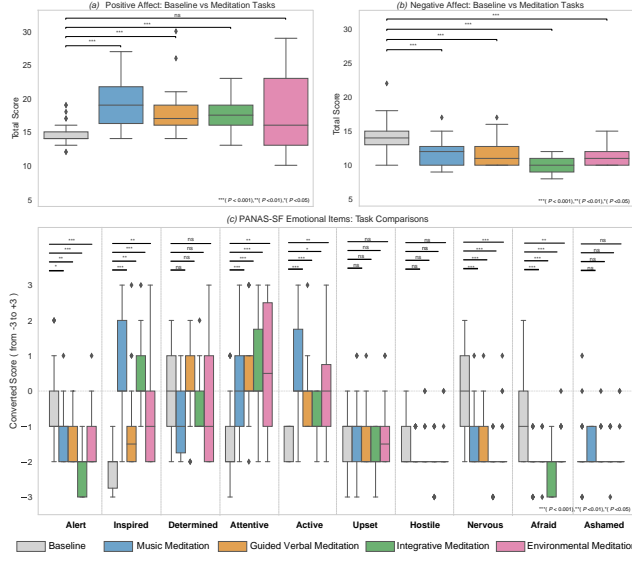 (a) Positive Affect: Baseline vs Meditation Tasks
ns
***
***
***
Total Score
30
25
20
15
10
5
***( P < 0.001),**( P <0.01),*( P <0.05)
(b) Negative Affect: Baseline vs Meditation Tasks
***
***
***
***
Total Score
30
25
20
15
10
5
***( P < 0.001),**( P <0.01),*( P <0.05)
(c) PANAS-SF Emotional Items: Task Comparisons
*** ** ns ** ** ns ns *** ** ns
*** *** ns *** * ns ns *** *** ns
** ** ns *** *** ns ns *** *** ns
* *** ns *** *** ns ns *** *** ns
Converted Score ( from -3 to +3 )
3
2
1
0
−1
−2
−3
***( P < 0.001),**( P <0.01),*( P <0.05)
Alert Inspired Determined Attentive Active Upset Hostile Nervous Afraid Ashamed
Baseline Music Meditation Guided Verbal Meditation Integrative Meditation Environmental Meditation